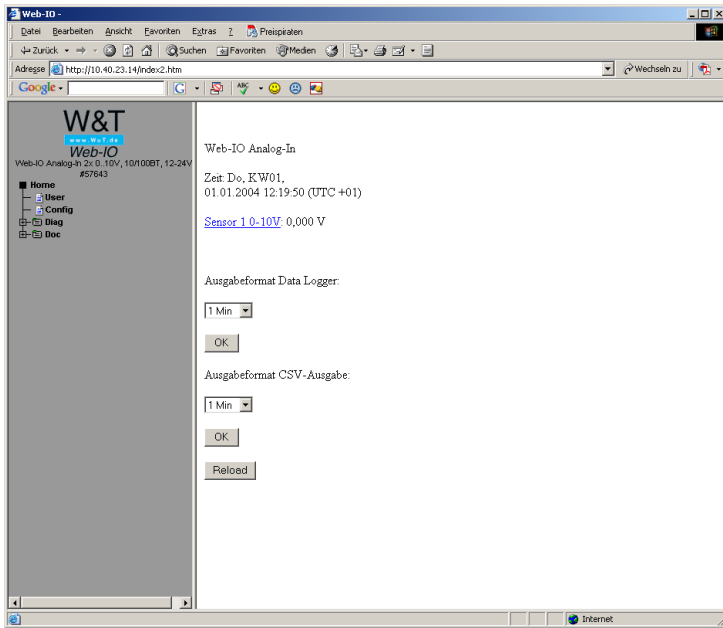 Web-IO -
Datei Bearbeiten Ansicht Favoriten Extras ? Preispiraten
Zurück Suchen Favoriten Medien
Adresse http://10.40.23.14/index2.htm Wechseln zu
Google ABC
W&T
www.WuT.de
Web-IO
Web-IO Analog-In 2x 0..10V, 10/100BT, 12-24V
#57643
Home
User
Config
Diag
Doc
Web-IO Analog-In
Zeit: Do, KW01,
01.01.2004 12:19:50 (UTC +01)
Sensor 1 0-10V: 0,000 V
Ausgabeformat Data Logger:
1 Min
OK
Ausgabeformat CSV-Ausgabe:
1 Min
OK
Reload
Internet